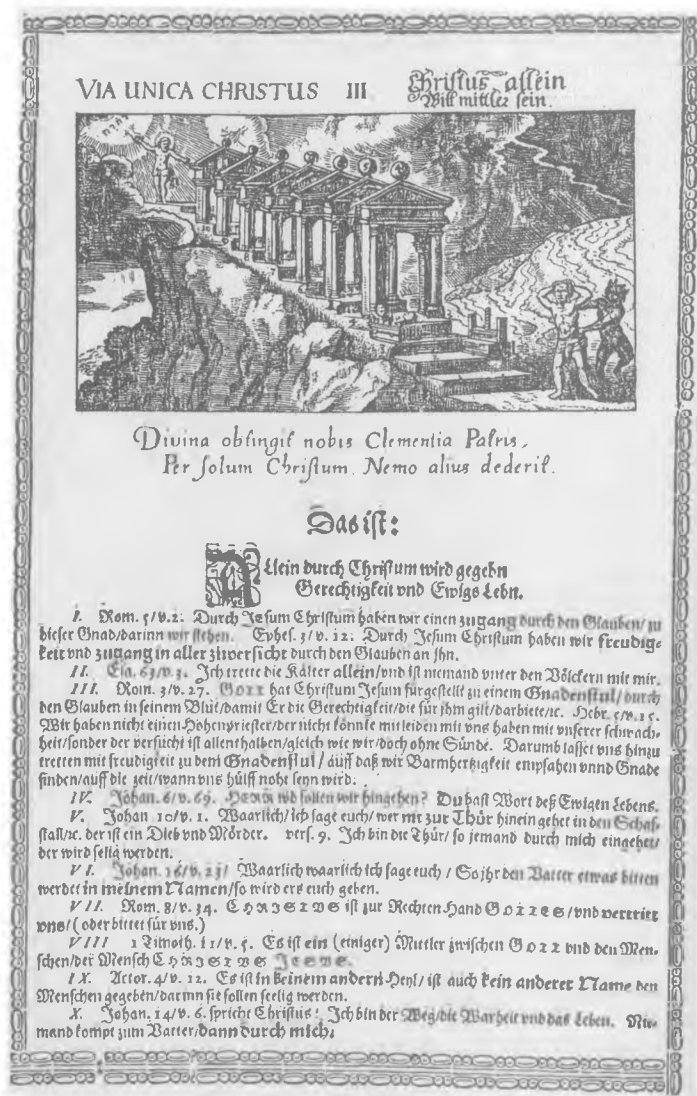 VIA UNICA CHRISTUS III
Christus allein
Will mittler sein.
Divina obtingit nobis Clementia Patris,
Per solum Christum. Nemo alius dederit.
Das ist:
Allein durch Christum wird gegebn
Gerechtigkeit vnd Ewigs Lebn.
I. Rom. 5/v.2. Durch Jesum Christum haben wir einen zugang durch den Glauben/zu
dieser Gnad/darinn wir stehen. Ephes. 3/v. 12. Durch Jesum Christum haben wir freudig-
keit vnd zugang in aller zuversicht durch den Glauben an jhn.
II. Esa. 63/v. 3. Ich trette die Kälter allein/vnd ist niemand vnter den Völckern mit mir.
III. Rom. 3/v. 27. Gott hat Christum Jesum fürgestellt zu einem Gnadenstul/durch
den Glauben in seinem Blut/damit Er die Gerechtigkeit/die für jhm gilt/darbiete/ꝛc. Hebr. 5/v. 15.
Wir haben nicht einen Hohenpriester/der nicht könnte mitleiden mit vns haben mit vnserer schwach-
heit/sonder der versucht ist allenthalben/gleich wie wir/doch ohne Sünde. Darumb lasset vns hinzu
tretten mit freudigkeit zu dem Gnadenstul/auff daß wir Barmhertzigkeit empfahen vnnd Gnade
finden/auff die zeit/wann vns hülff noht seyn wird.
IV. Johan. 6/v. 69. HERR wo sollen wir hingehen? Du hast Wort deß Ewigen Lebens.
V. Johan 10/v. 1. Waarlich/ich sage euch/wer nit zur Thür hinein gehet in den Schaf-
stall/ꝛc. der ist ein Dieb vnd Mörder. vers. 9. Ich bin die Thür/so jemand durch mich eingehet/
der wird selig werden.
VI. Johan. 16/v. 23/ Waarlich waarlich ich sage euch/So jhr den Vatter etwas bitten
werdet in meinem Namen/so wird ers euch geben.
VII. Rom. 8/v. 34. CHRISTVS ist zur Rechten Hand GOTTES/vnd vertritt
vns/(oder bittet für vns.)
VIII 1 Timoth. 11/v. 5. Es ist ein (einiger) Mittler zwischen GOTT vnd den Men-
schen/der Mensch CHRISTVS JESVS.
IX. Actor. 4/v. 12. Es ist in keinem andern Heyl/ist auch kein anderer Name den
Menschen gegeben/darinn sie sollen seelig werden.
X. Johan. 14/v. 6. spricht Christus: Ich bin der Weg/die Warheit vnd das Leben. Nie-
mand kompt zum Vatter/dann durch mich.